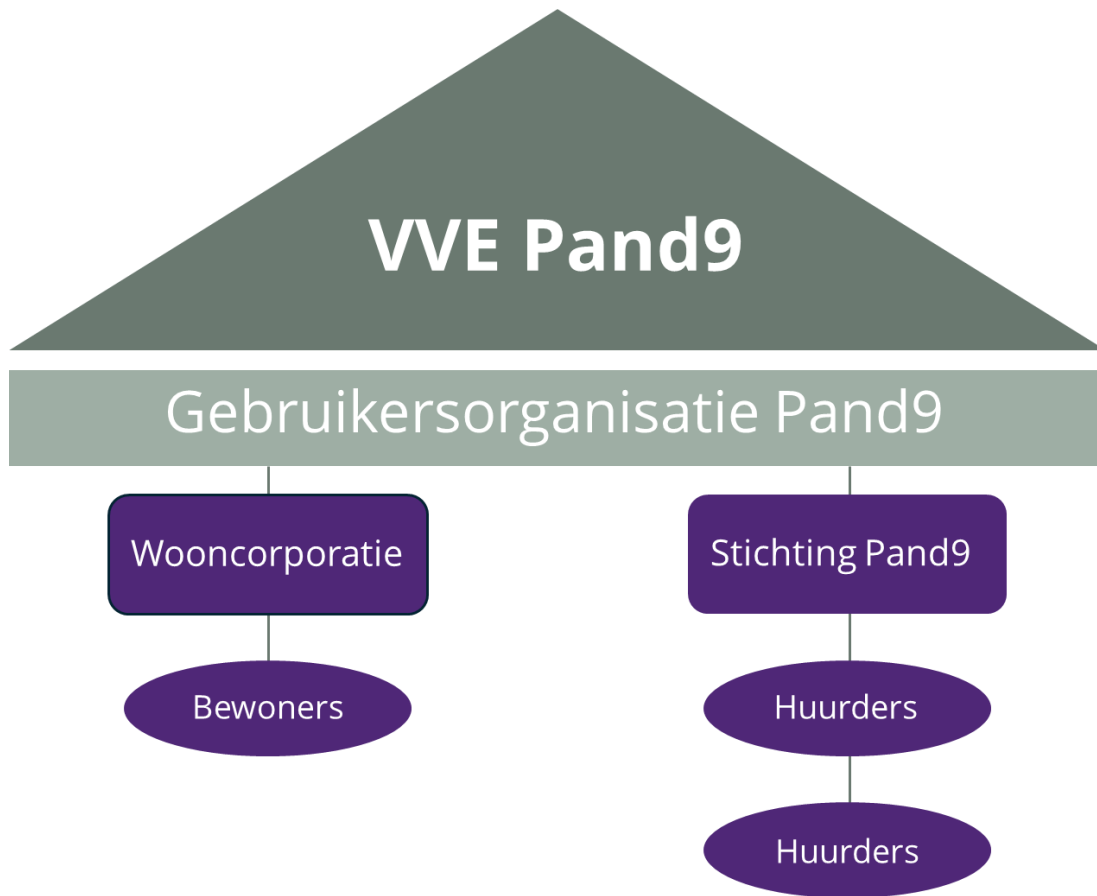 VVE Pand9
Gebruikersorganisatie Pand9
Wooncorporatie
Stichting Pand9
Bewoners
Huurders
Huurders